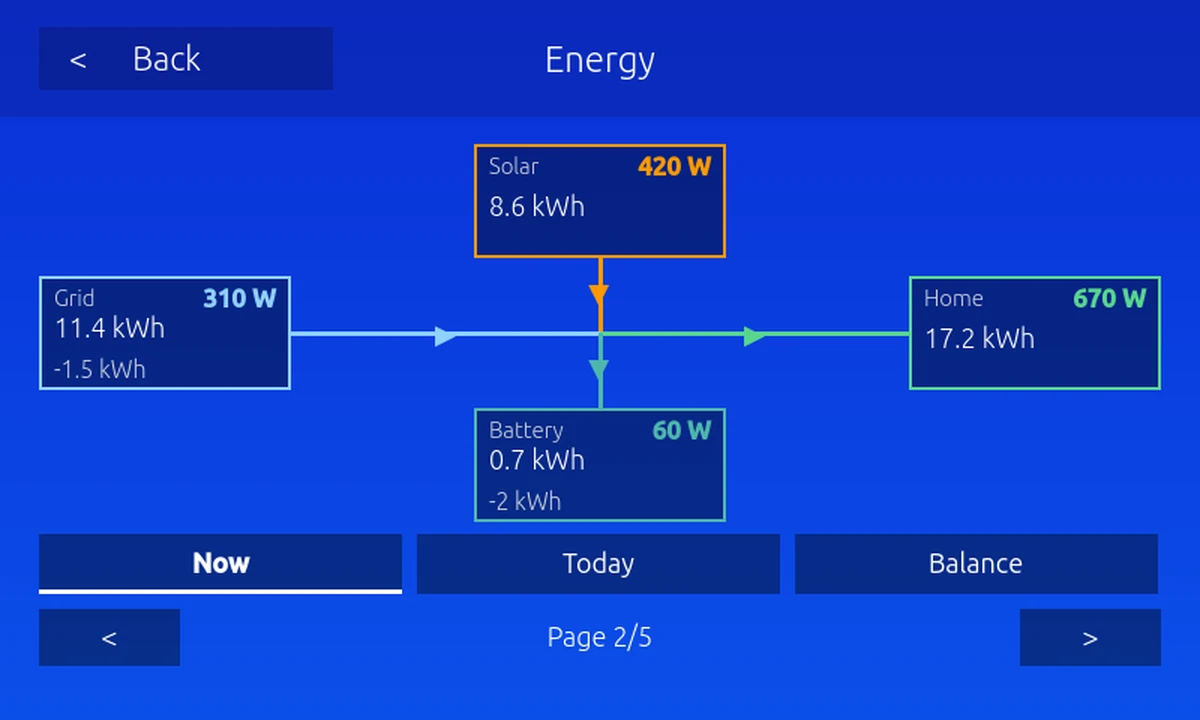 < Back
Energy
Solar 420 W
8.6 kWh
Grid 310 W
11.4 kWh
-1.5 kWh
Home 670 W
17.2 kWh
Battery 60 W
0.7 kWh
-2 kWh
Now Today Balance
< Page 2/5 >